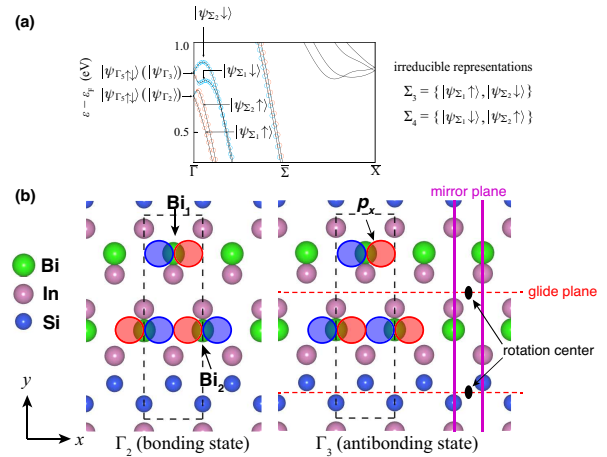 (a)
|ψΣ₂↓⟩
1.0
0.5
ε − εF (eV)
|ψΓ₅↑↓⟩(|ψΓ₃⟩)
|ψΓ₅↑↓⟩(|ψΓ₂⟩)
|ψΣ₁↓⟩
|ψΣ₂↑⟩
|ψΣ₁↑⟩
Γ̅ Σ̅ X̅
irreducible representations
Σ₃ = { |ψΣ₁↑⟩, |ψΣ₂↓⟩ }
Σ₄ = { |ψΣ₁↓⟩, |ψΣ₂↑⟩ }
(b)
Bi₁
pₓ
mirror plane
Bi
In
Si
glide plane
rotation center
Bi₂
y
x
Γ₂ (bonding state)
Γ₃ (antibonding state)